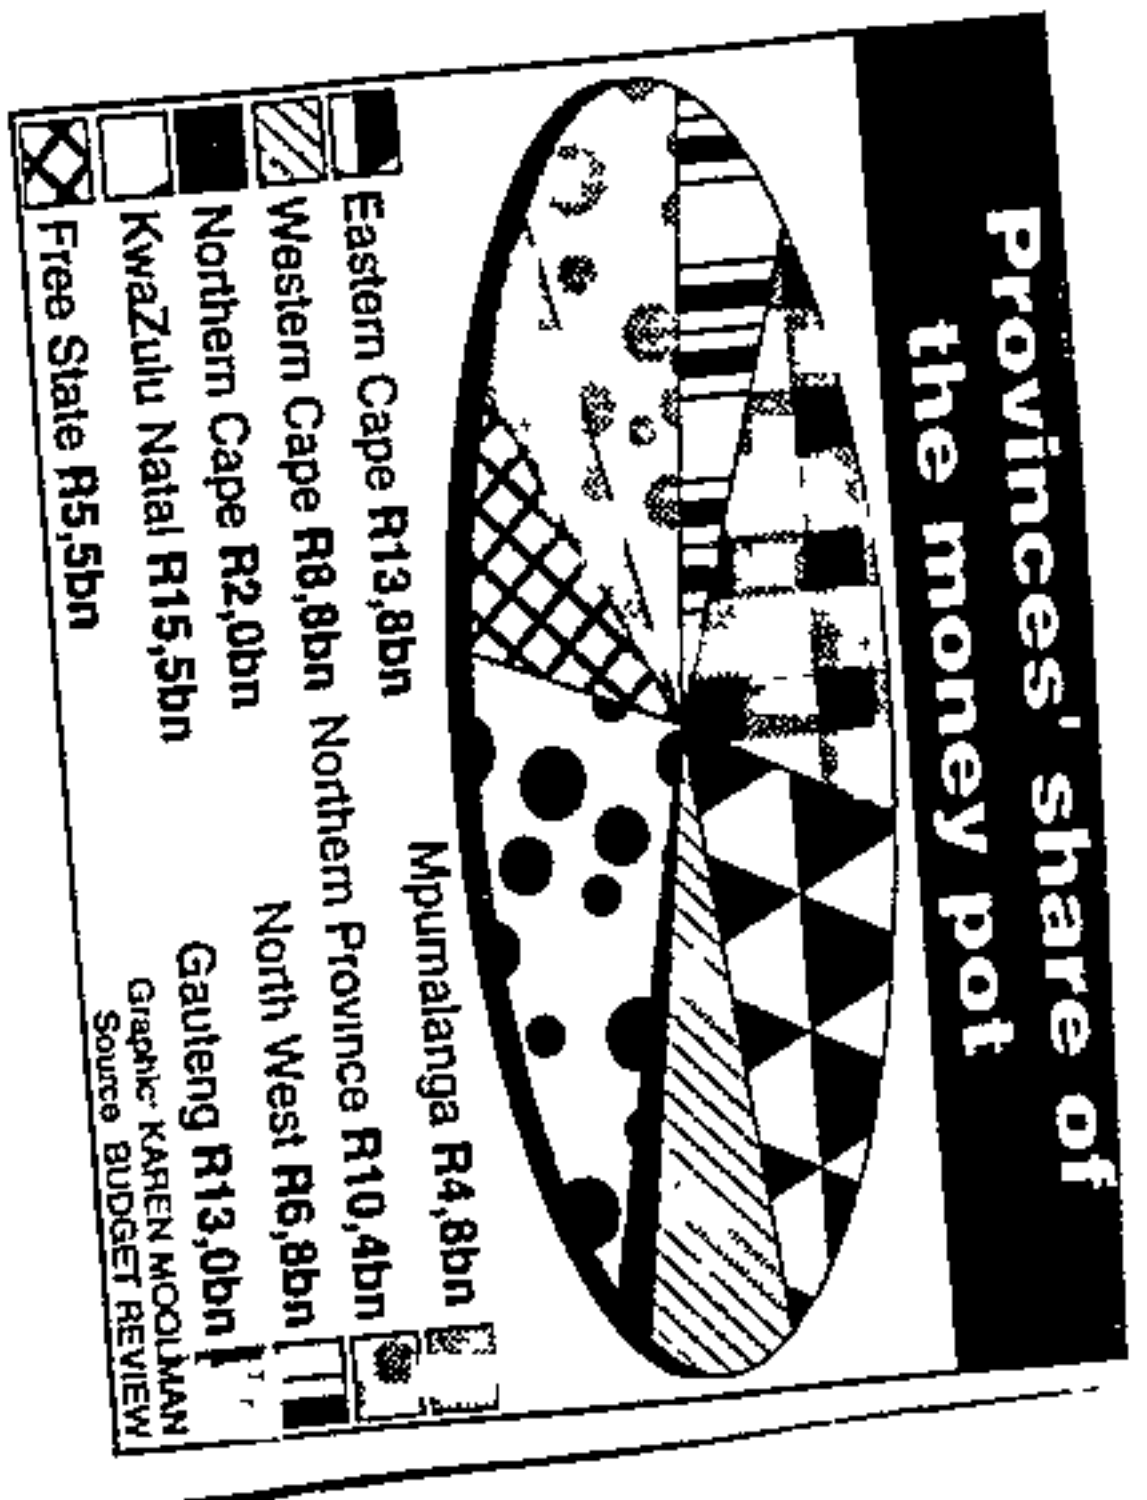 Provinces' share of
the money pot
Mpumalanga R4,8bn
Eastern Cape R13,8bn
Northern Province R10,4bn
Western Cape R8,8bn
North West R6,8bn
Northern Cape R2,0bn
Gauteng R13,0bn
KwaZulu Natal R15,5bn
Free State R5,5bn
Graphic: KAREN MOOLMAN
Source BUDGET REVIEW